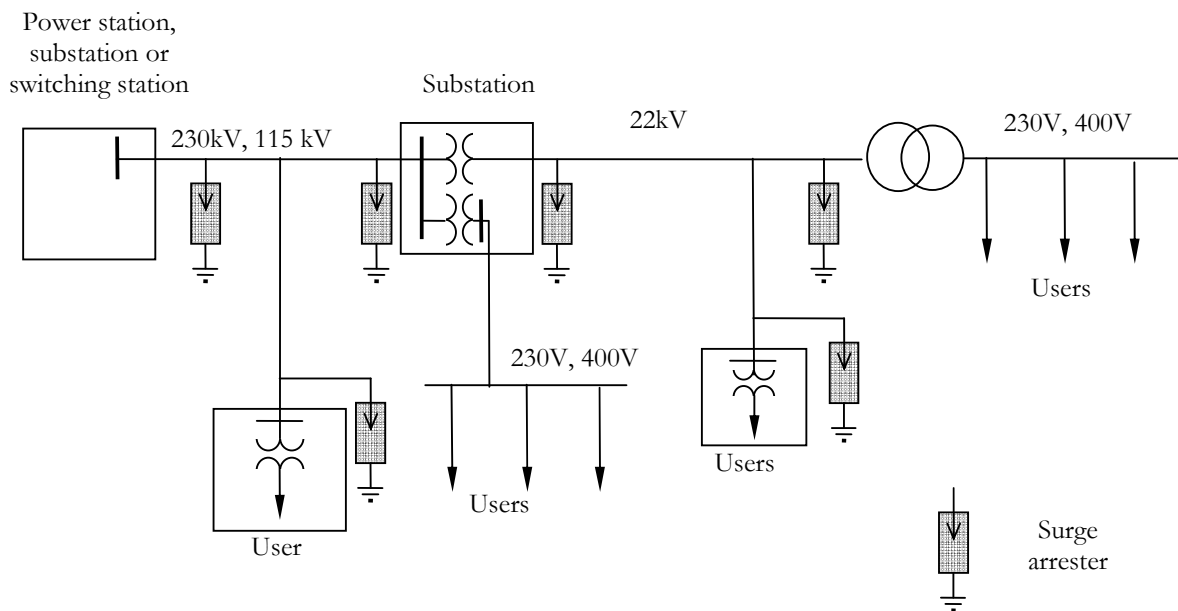 Power station,
substation or
switching station
Substation
230kV, 115 kV
22kV
230V, 400V
Users
230V, 400V
Users
Users
User
Surge
arrester